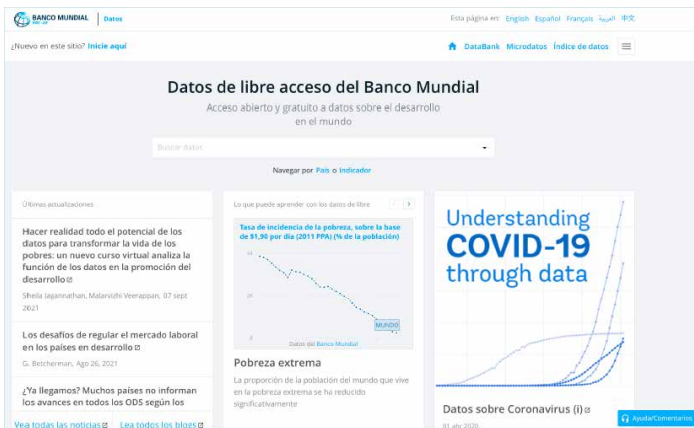 BANCO MUNDIAL
Datos
Esta página en: English Español Français العربية 中文
¿Nuevo en este sitio? Inicie aquí
DataBank Microdatos Índice de datos
Datos de libre acceso del Banco Mundial
Acceso abierto y gratuito a datos sobre el desarrollo
en el mundo
Buscar datos
Navegar por País o Indicador
Últimas actualizaciones
Hacer realidad todo el potencial de los
datos para transformar la vida de los
pobres: un nuevo curso virtual analiza la
función de los datos en la promoción del
desarrollo
Sheila Jagannathan, Malarvizhi Veerappan, 07 sept
2021
Los desafíos de regular el mercado laboral
en los países en desarrollo
G. Betcherman, Ago 26, 2021
¿Ya llegamos? Muchos países no informan
los avances en todos los ODS según los
Vea todas las noticias
Lea todos los blogs
Lo que puede aprender con los datos de libre
Tasa de incidencia de la pobreza, sobre la base
de $1,90 por día (2011 PPA) (% de la población)
MUNDO
Datos del Banco Mundial
Pobreza extrema
La proporción de la población del mundo que vive
en la pobreza extrema se ha reducido
significativamente
Understanding
COVID-19
through data
Datos sobre Coronavirus (i)
01 abr 2020,
Ayuda/Comentarios